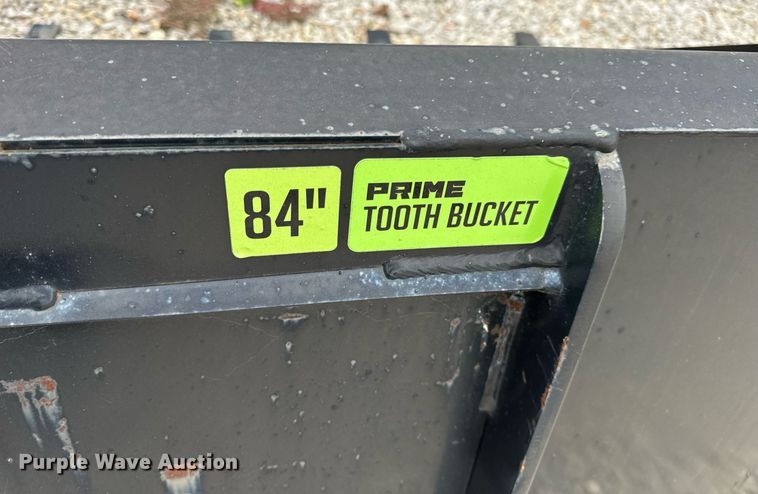 84"
PRIME
TOOTH BUCKET
Purple Wave Auction